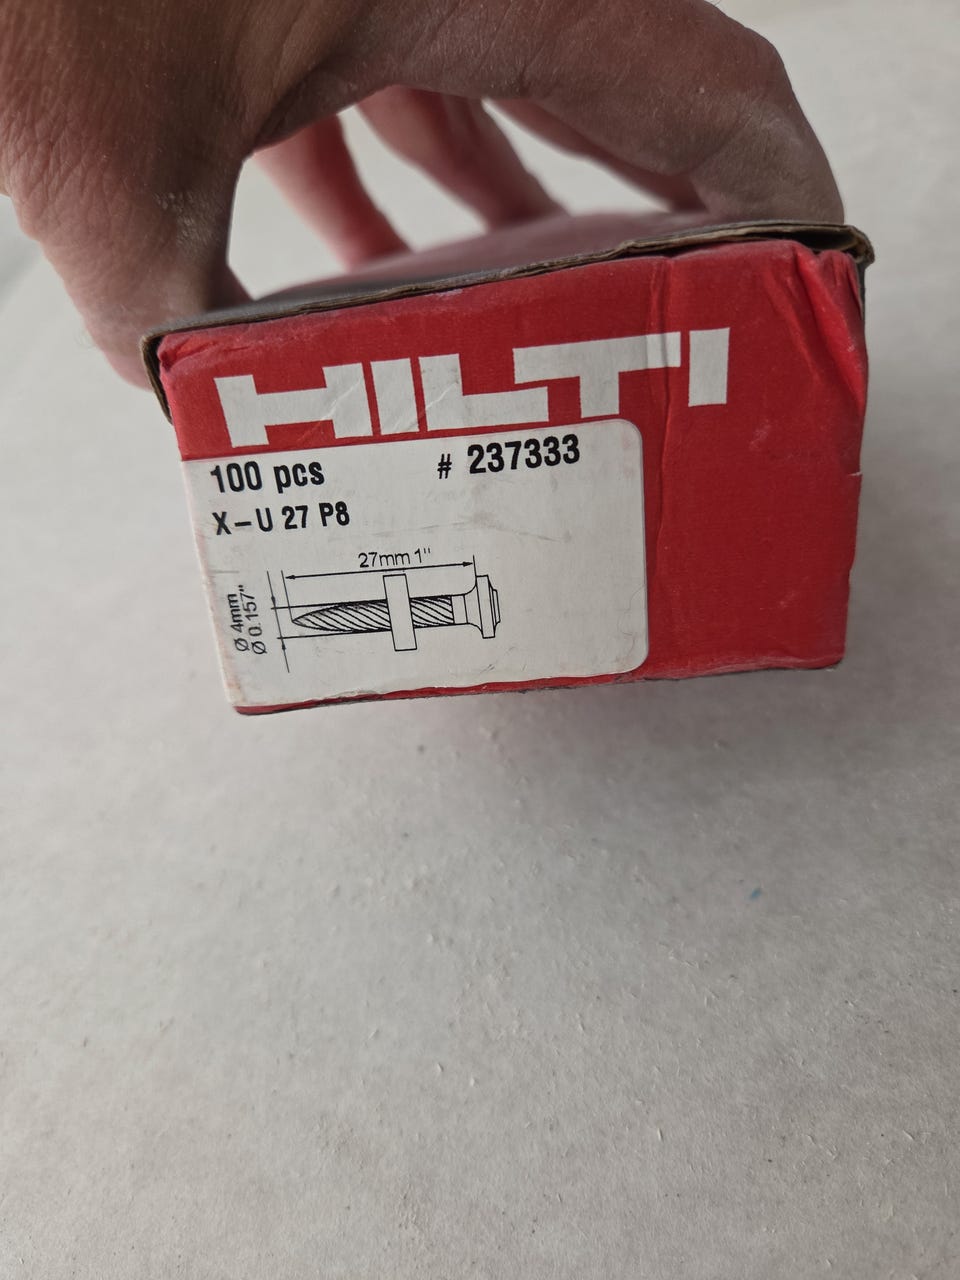 HILTI
100 pcs # 237333
X-U 27 P8
27mm 1"
Ø 4mm
Ø 0.157"